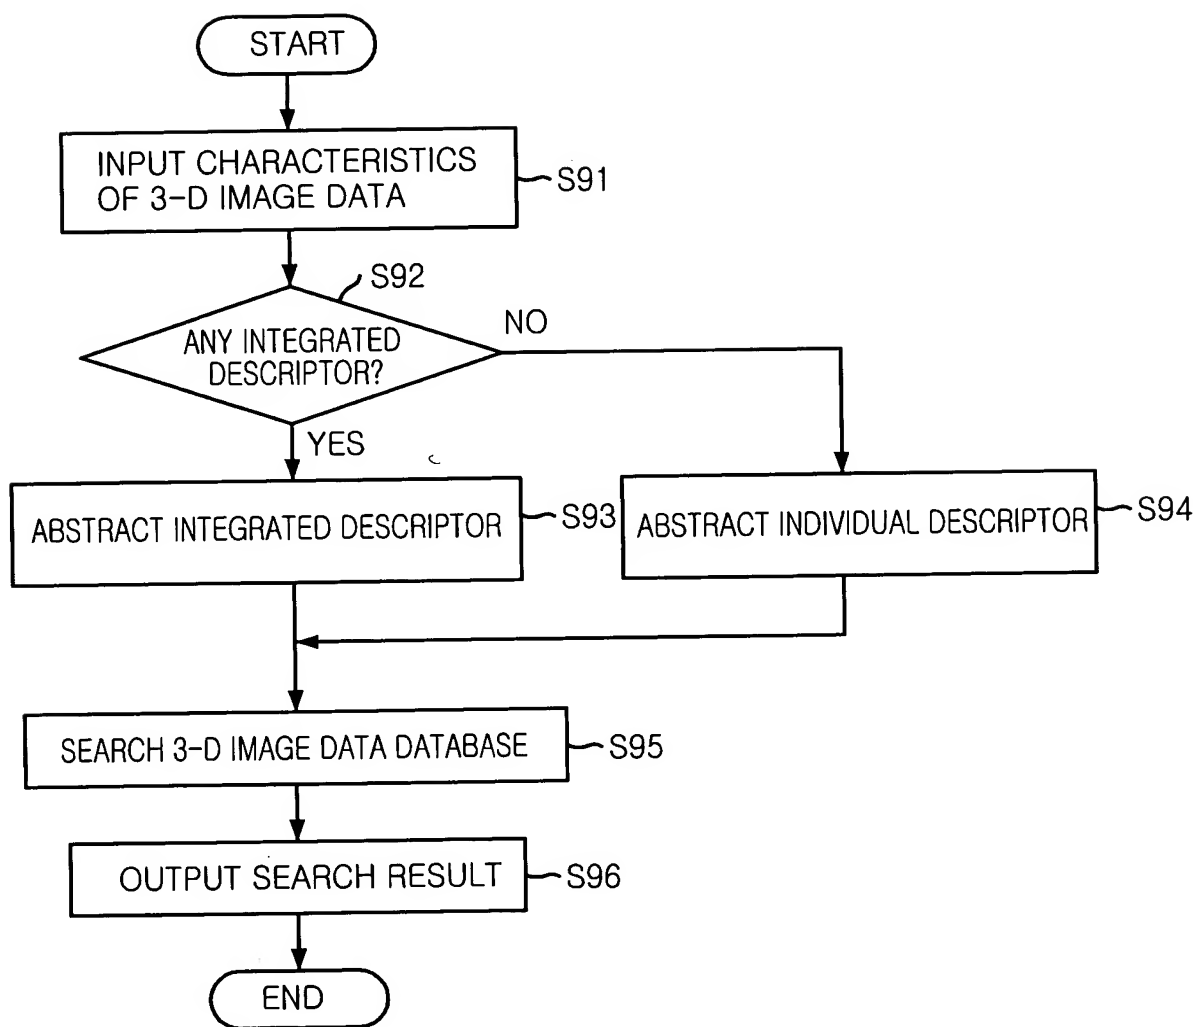 START
INPUT CHARACTERISTICS
OF 3-D IMAGE DATA
S91
S92
ANY INTEGRATED
DESCRIPTOR?
NO
YES
ABSTRACT INTEGRATED DESCRIPTOR
S93
ABSTRACT INDIVIDUAL DESCRIPTOR
S94
SEARCH 3-D IMAGE DATA DATABASE
S95
OUTPUT SEARCH RESULT
S96
END